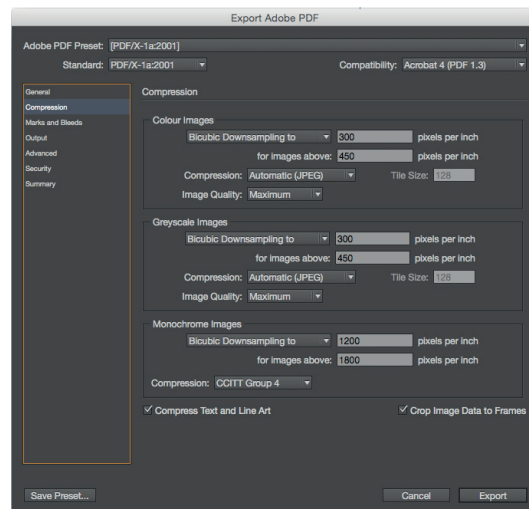 Export Adobe PDF
Adobe PDF Preset: [PDF/X-1a:2001]
Standard: PDF/X-1a:2001 Compatibility: Acrobat 4 (PDF 1.3)
General
Compression
Marks and Bleeds
Output
Advanced
Security
Summary
Compression
Colour Images
Bicubic Downsampling to 300 pixels per inch
for images above: 450 pixels per inch
Compression: Automatic (JPEG) Tile Size: 128
Image Quality: Maximum
Greyscale Images
Bicubic Downsampling to 300 pixels per inch
for images above: 450 pixels per inch
Compression: Automatic (JPEG) Tile Size: 128
Image Quality: Maximum
Monochrome Images
Bicubic Downsampling to 1200 pixels per inch
for images above: 1800 pixels per inch
Compression: CCITT Group 4
Compress Text and Line Art Crop Image Data to Frames
Save Preset... Cancel Export